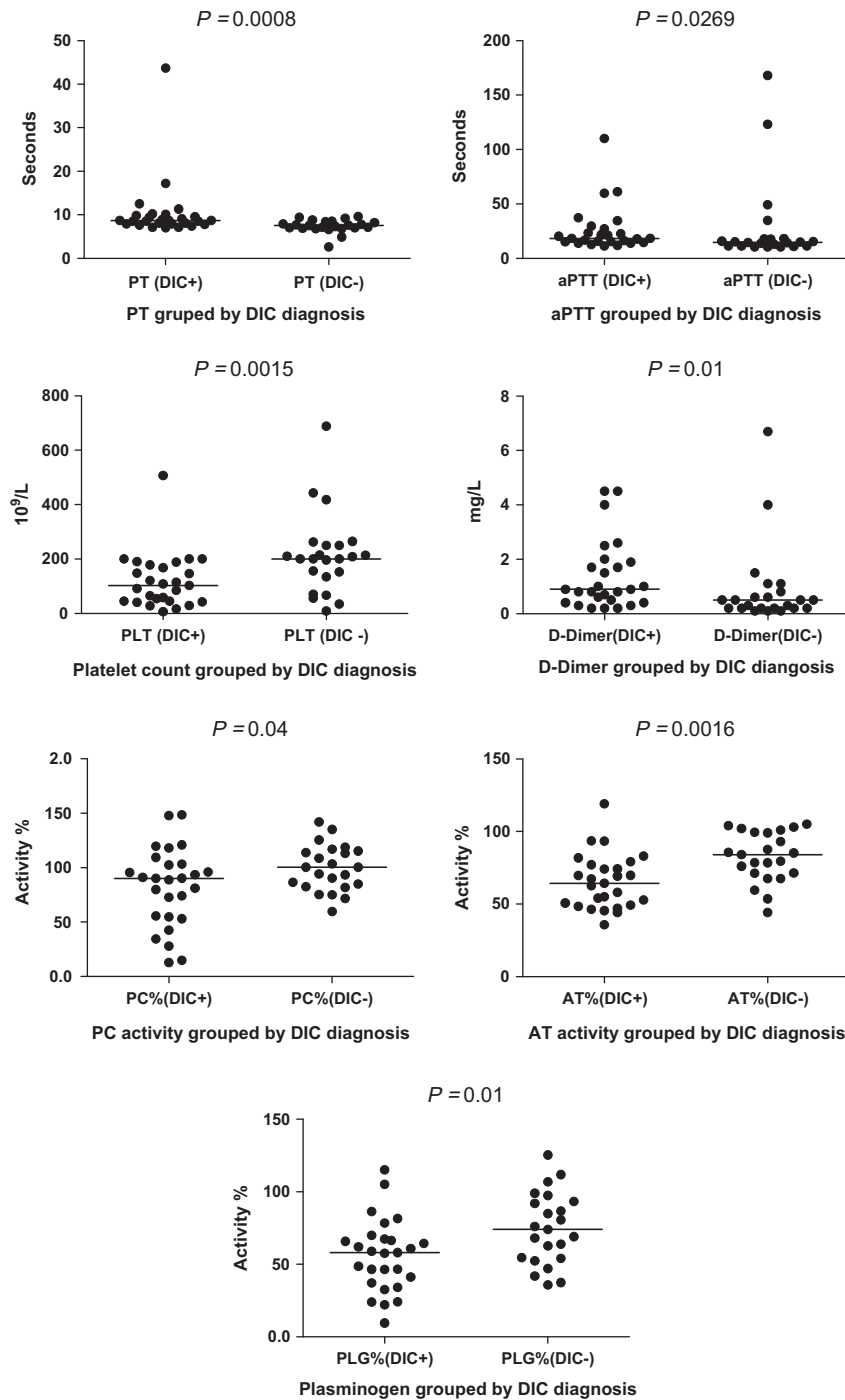 P = 0.0008
50
40
30
20
10
0
Seconds
PT (DIC+)
PT (DIC-)
PT gruped by DIC diagnosis
P = 0.0269
200
150
100
50
0
Seconds
aPTT (DIC+)
aPTT (DIC-)
aPTT grouped by DIC diagnosis
P = 0.0015
800
600
400
200
0
10⁹/L
PLT (DIC+)
PLT (DIC -)
Platelet count grouped by DIC diagnosis
P = 0.01
8
6
4
2
0
mg/L
D-Dimer(DIC+)
D-Dimer(DIC-)
D-Dimer grouped by DIC diangosis
P = 0.04
2.0
150
100
50
0.0
Activity %
PC%(DIC+)
PC%(DIC-)
PC activity grouped by DIC diagnosis
P = 0.0016
150
100
50
0
Activity %
AT%(DIC+)
AT%(DIC-)
AT activity grouped by DIC diagnosis
P = 0.01
150
100
50
0.0
Activity %
PLG%(DIC+)
PLG%(DIC-)
Plasminogen grouped by DIC diagnosis